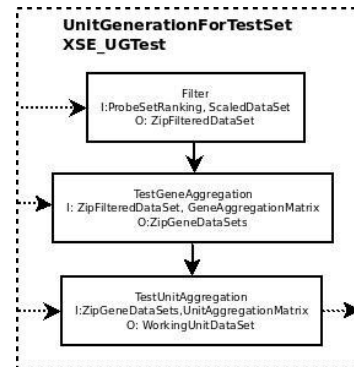 UnitGenerationForTestSet
XSE_UGTest
Filter
I:ProbeSetRanking, ScaledDataSet
O: ZipFilteredDataSet
TestGeneAggregation
I: ZipFilteredDataSet, GeneAggregationMatrix
O:ZipGeneDataSets
TestUnitAggregation
I:ZipGeneDataSets,UnitAggregationMatrix
O: WorkingUnitDataSet